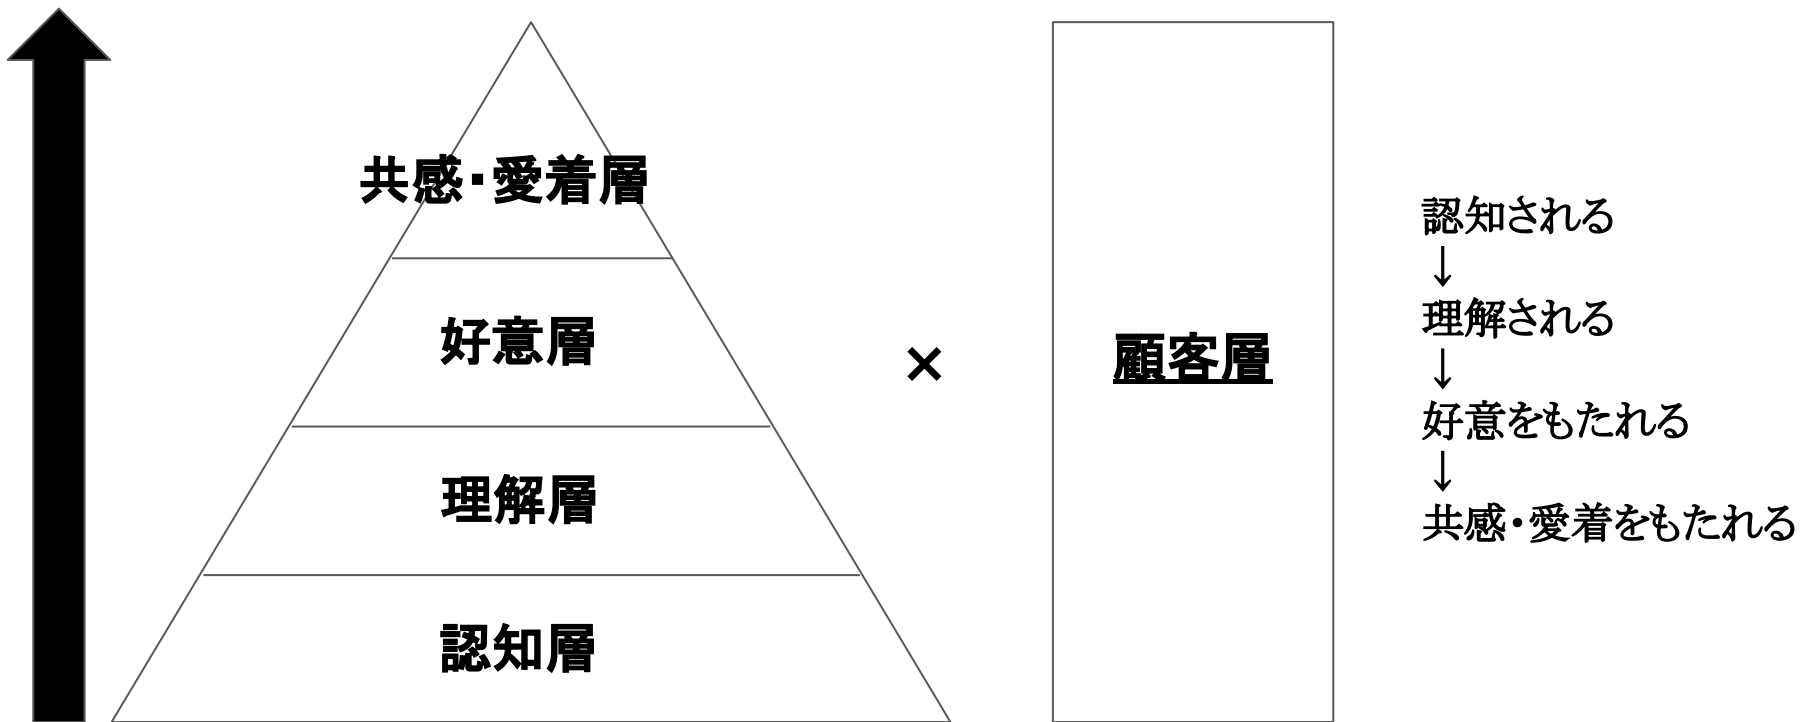 共感・愛着層
好意層
理解層
認知層
×
顧客層
認知される
↓
理解される
↓
好意をもたれる
↓
共感・愛着をもたれる